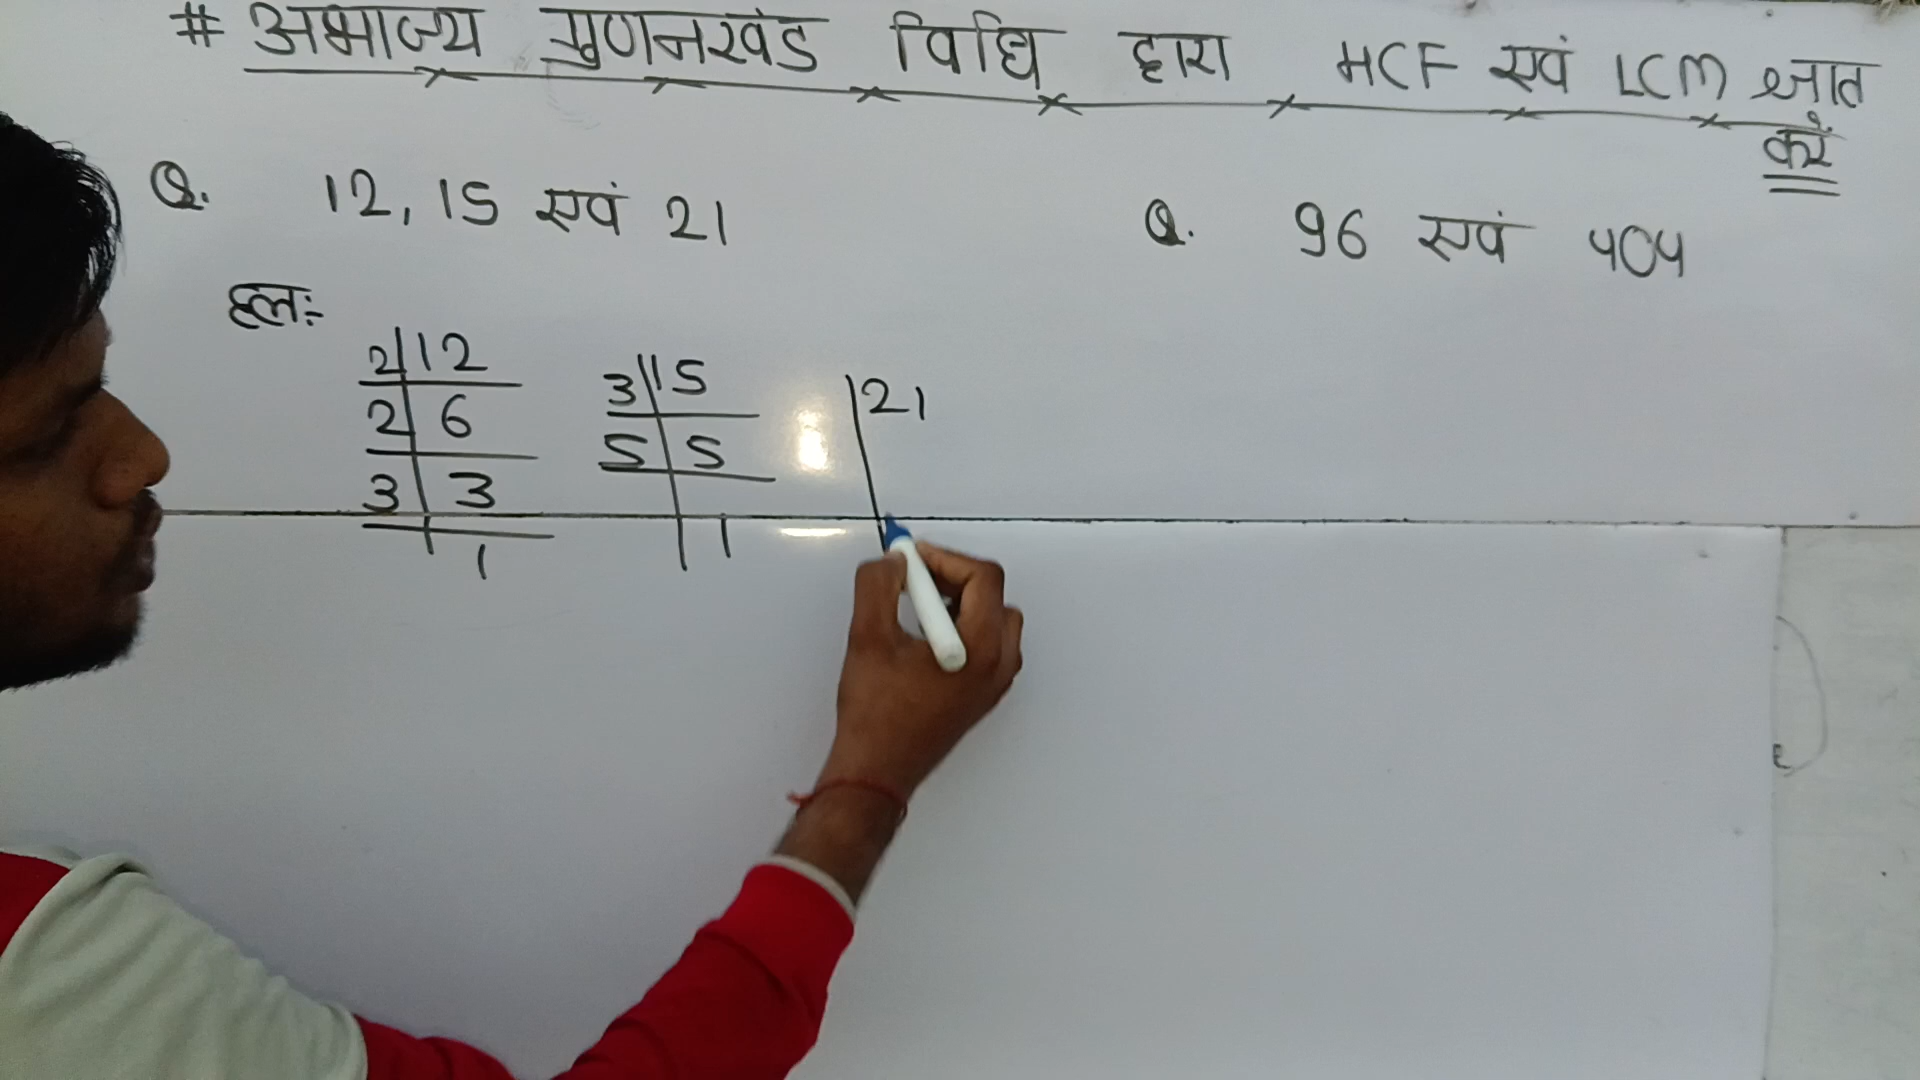 # अभाज्य गुणनखंड विधि द्वारा HCF एवं LCM ज्ञात
करें
Q. 12, 15 एवं 21
Q. 96 एवं 404
हल:-
2 12
2 6
3 3
1
3 15
5 5
1
21